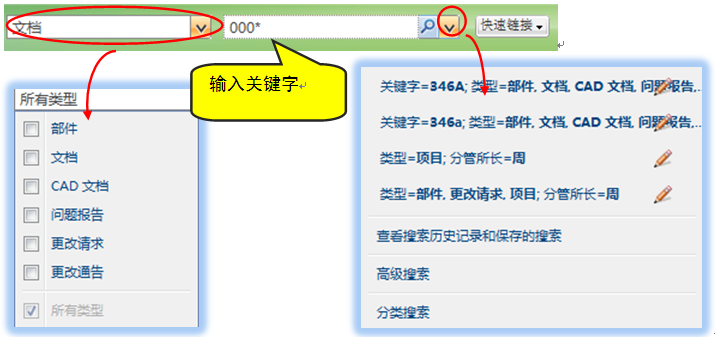 文档
000*
快速链接
输入关键字
所有类型
部件
文档
CAD 文档
问题报告
更改请求
更改通告
所有类型
关键字=346A; 类型=部件, 文档, CAD 文档, 问题报告,...
关键字=346a; 类型=部件, 文档, CAD 文档, 问题报告,...
类型=项目; 分管所长=周
类型=部件, 更改请求, 项目; 分管所长=周
查看搜索历史记录和保存的搜索
高级搜索
分类搜索